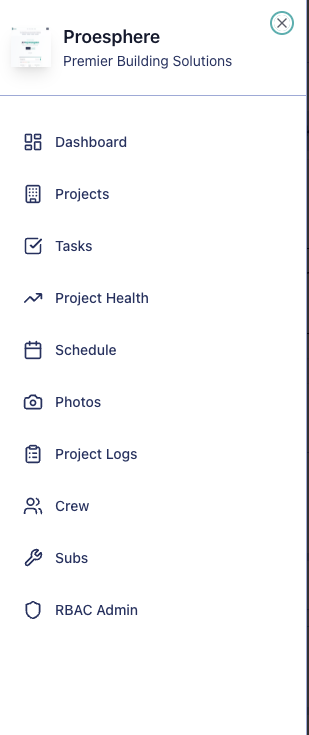 Proesphere
Premier Building Solutions
Dashboard
Projects
Tasks
Project Health
Schedule
Photos
Project Logs
Crew
Subs
RBAC Admin